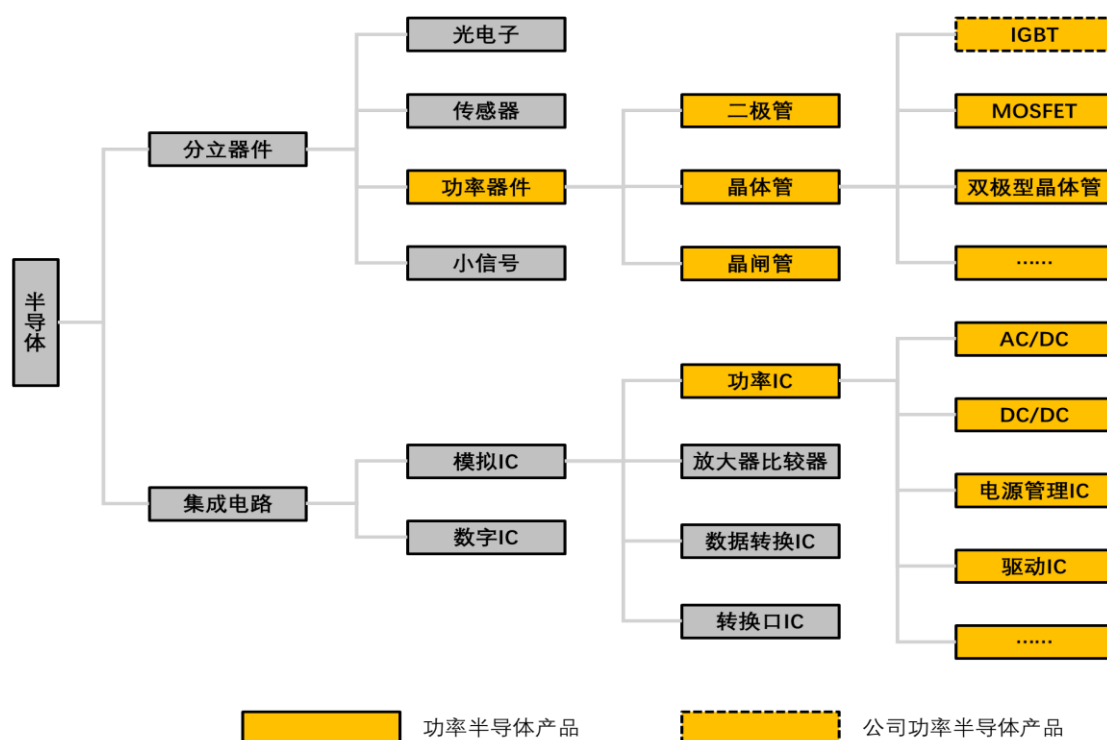 光电子
IGBT
传感器
二极管
MOSFET
分立器件
功率器件
晶体管
双极型晶体管
小信号
晶闸管
……
半导体
AC/DC
功率IC
DC/DC
模拟IC
放大器比较器
电源管理IC
集成电路
数字IC
数据转换IC
驱动IC
转换口IC
……
功率半导体产品
公司功率半导体产品